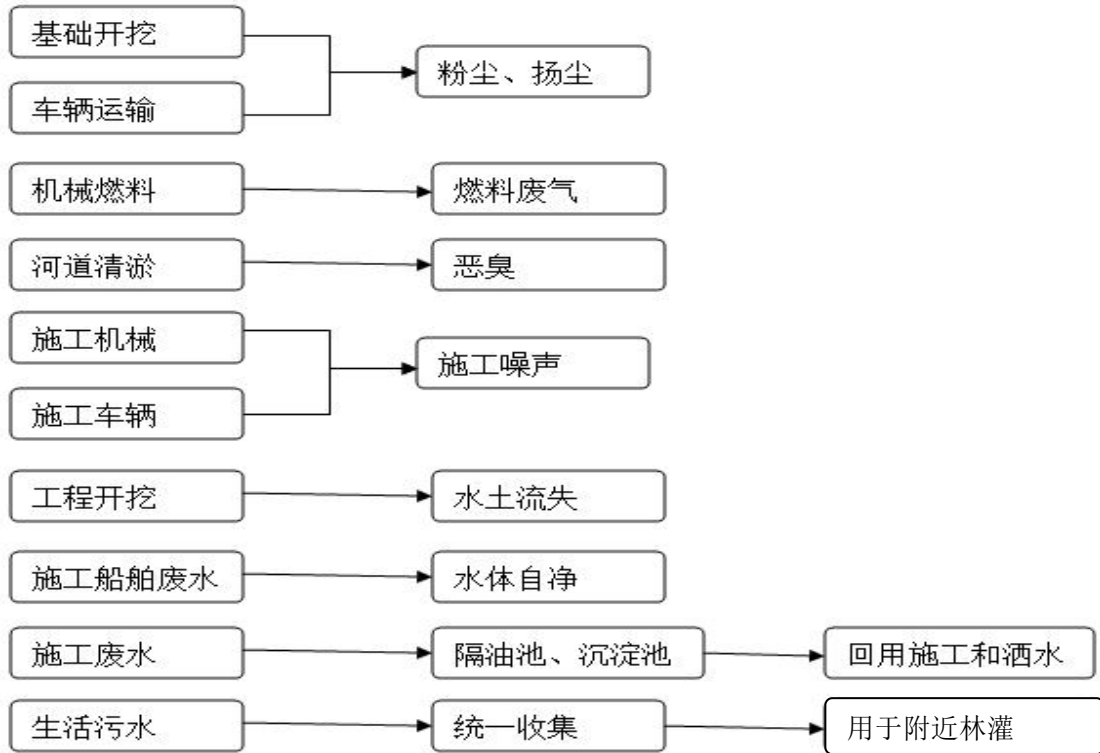 基础开挖
粉尘、扬尘
车辆运输
机械燃料
燃料废气
河道清淤
恶臭
施工机械
施工噪声
施工车辆
工程开挖
水土流失
施工船舶废水
水体自净
施工废水
隔油池、沉淀池
回用施工和洒水
生活污水
统一收集
用于附近林灌